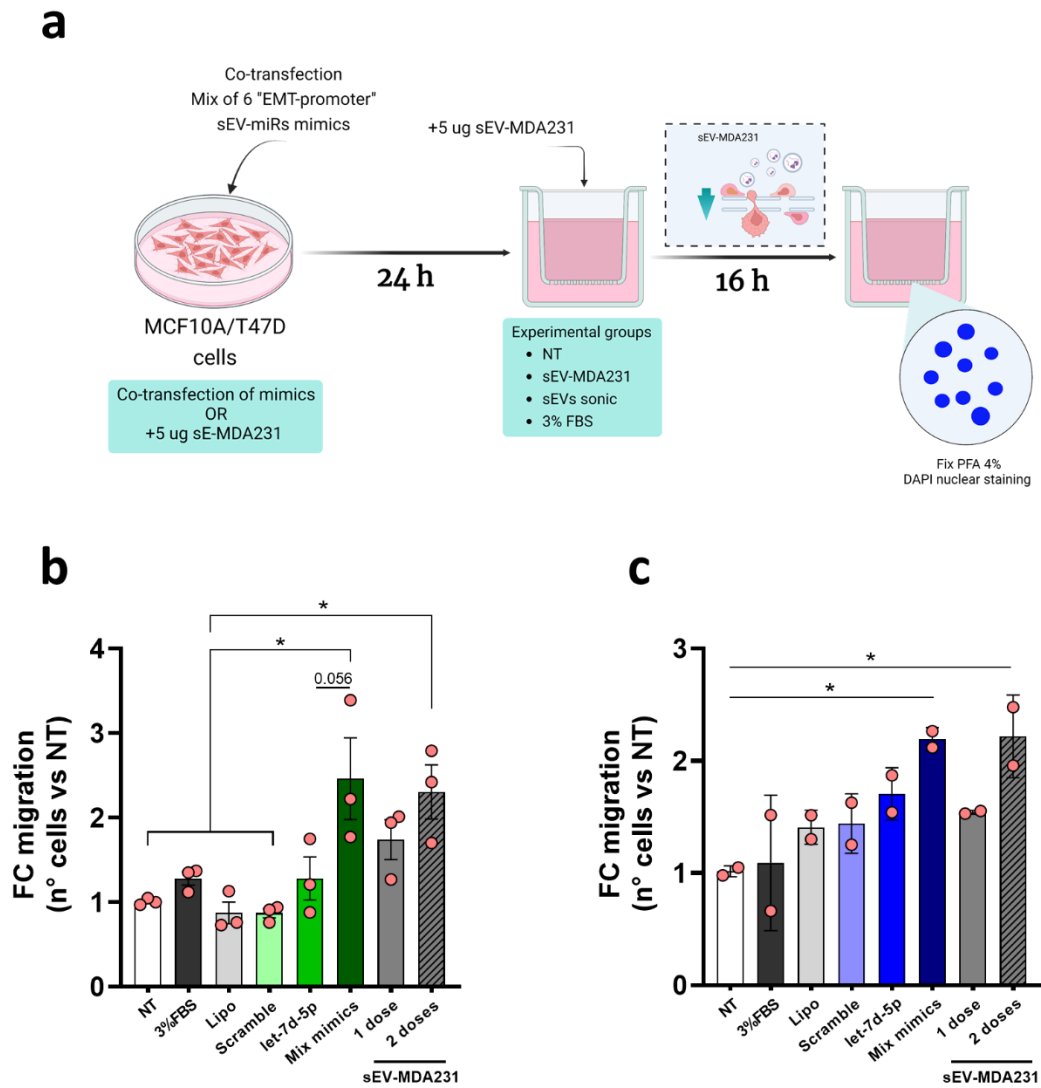 a
Co-transfection
Mix of 6 "EMT-promoter"
sEV-miRs mimics
+5 ug sEV-MDA231
sEV-MDA231
24 h
16 h
MCF10A/T47D
cells
Co-transfection of mimics
OR
+5 ug sE-MDA231
Experimental groups
• NT
• sEV-MDA231
• sEVs sonic
• 3% FBS
Fix PFA 4%
DAPI nuclear staining
b
FC migration
(n° cells vs NT)
4
3
2
1
0
*
*
0.056
NT
3%FBS
Lipo
Scramble
let-7d-5p
Mix mimics
1 dose
2 doses
sEV-MDA231
c
FC migration
(n° cells vs NT)
3
2
1
0
*
*
NT
3%FBS
Lipo
Scramble
let-7d-5p
Mix mimics
1 dose
2 doses
sEV-MDA231